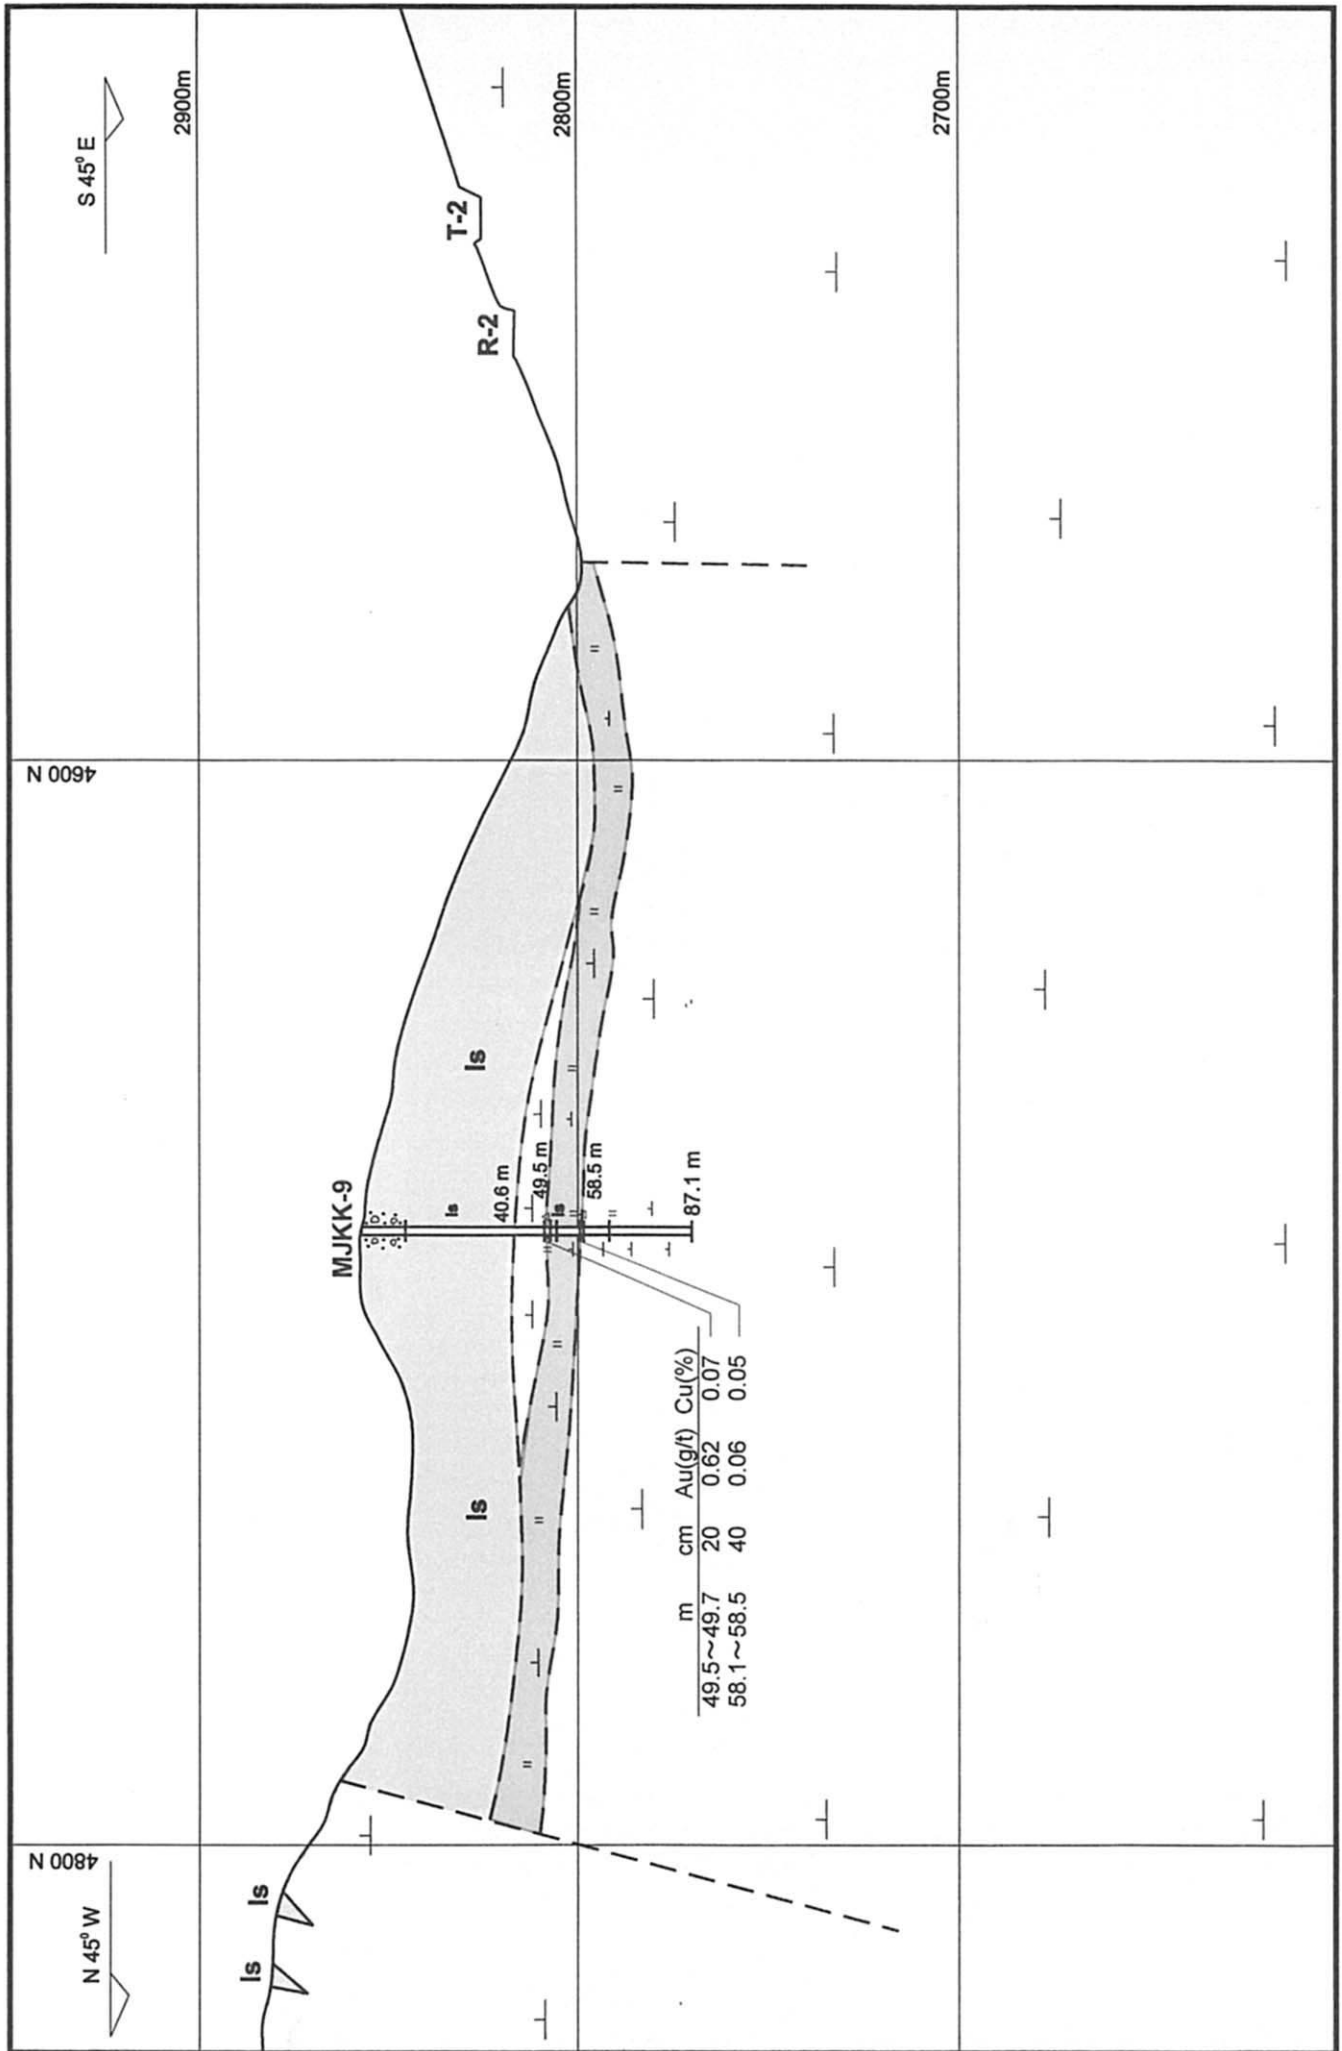 N 45° W
S 45° E
4800 N
4600 N
2900m
2800m
2700m
ls
ls
MJKK-9
R-2
T-2
ls
ls
ls
40.6 m
49.5 m
ls
58.5 m
87.1 m
m cm Au(g/t) Cu(%)
49.5~49.7 20 0.62 0.07
58.1~58.5 40 0.06 0.05